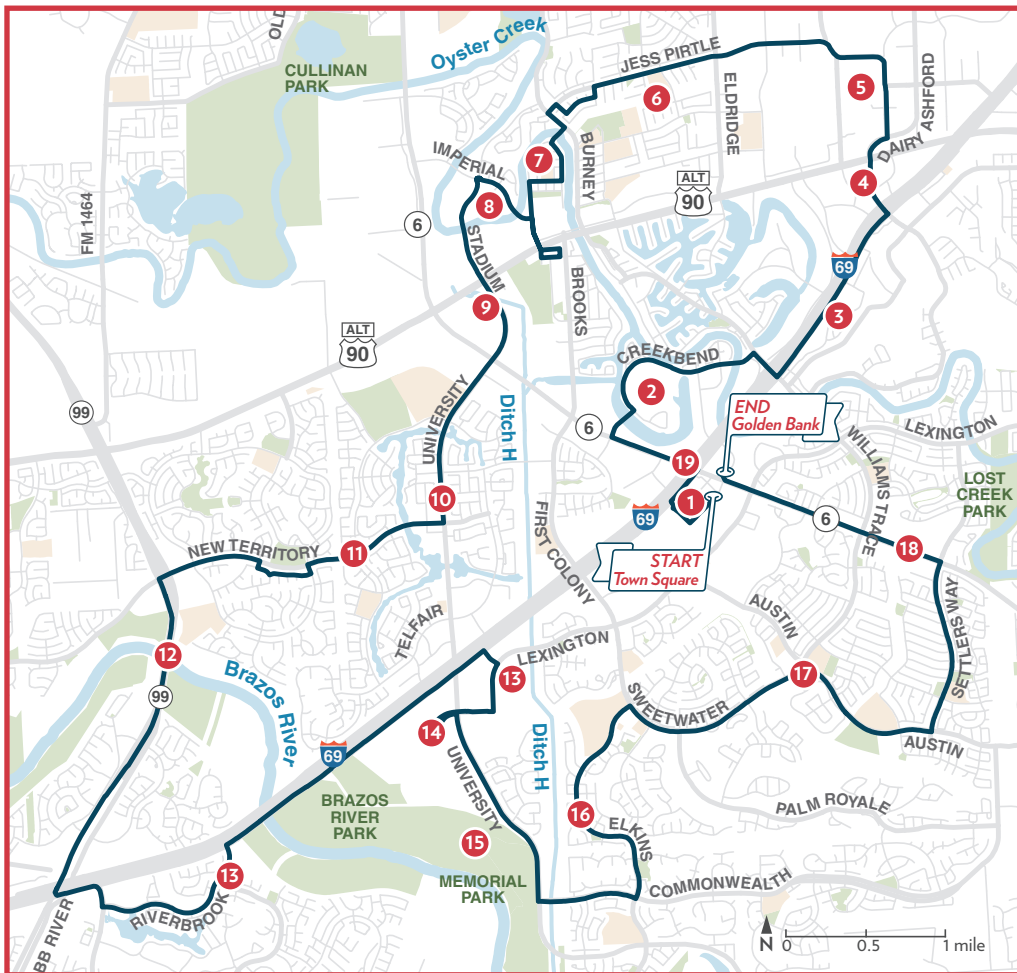 OLD
Oyster Creek
CULLINAN
PARK
JESS PIRTLE
ELDRIDGE
ASHFORD
DAIRY
5
6
7
BURNEY
IMPERIAL
8
4
ALT
90
FM 1464
6
STADIUM
69
BROOKS
9
3
ALT
90
CREEKBEND
2
99
UNIVERSITY
Ditch H
6
END
Golden Bank
LEXINGTON
WILLIAMS TRACE
19
LOST
CREEK
PARK
10
1
69
6
FIRST COLONY
18
NEW TERRITORY
11
START
Town Square
TELFAIR
AUSTIN
SETTLERS WAY
12
LEXINGTON
13
17
99
Brazos River
SWEETWATER
14
AUSTIN
69
UNIVERSITY
Ditch H
BRAZOS
RIVER
PARK
PALM ROYALE
16
15
ELKINS
13
MEMORIAL
PARK
COMMONWEALTH
RIVERBROOK
BB RIVER
N
0 0.5 1 mile